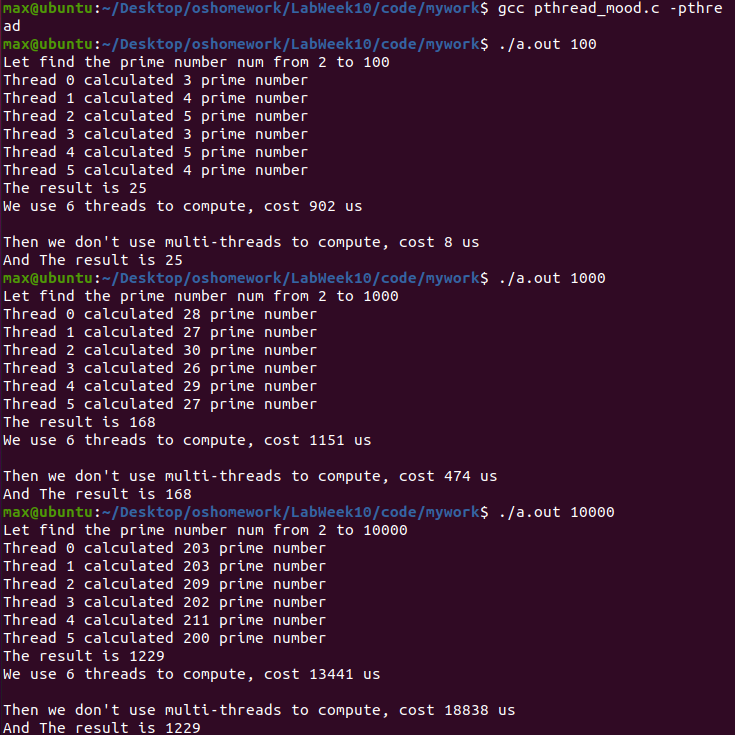 max@ubuntu:~/Desktop/oshomework/LabWeek10/code/mywork$ gcc pthread_mood.c -pthre
ad
max@ubuntu:~/Desktop/oshomework/LabWeek10/code/mywork$ ./a.out 100
Let find the prime number num from 2 to 100
Thread 0 calculated 3 prime number
Thread 1 calculated 4 prime number
Thread 2 calculated 5 prime number
Thread 3 calculated 3 prime number
Thread 4 calculated 5 prime number
Thread 5 calculated 4 prime number
The result is 25
We use 6 threads to compute, cost 902 us

Then we don't use multi-threads to compute, cost 8 us
And The result is 25
max@ubuntu:~/Desktop/oshomework/LabWeek10/code/mywork$ ./a.out 1000
Let find the prime number num from 2 to 1000
Thread 0 calculated 28 prime number
Thread 1 calculated 27 prime number
Thread 2 calculated 30 prime number
Thread 3 calculated 26 prime number
Thread 4 calculated 29 prime number
Thread 5 calculated 27 prime number
The result is 168
We use 6 threads to compute, cost 1151 us

Then we don't use multi-threads to compute, cost 474 us
And The result is 168
max@ubuntu:~/Desktop/oshomework/LabWeek10/code/mywork$ ./a.out 10000
Let find the prime number num from 2 to 10000
Thread 0 calculated 203 prime number
Thread 1 calculated 203 prime number
Thread 2 calculated 209 prime number
Thread 3 calculated 202 prime number
Thread 4 calculated 211 prime number
Thread 5 calculated 200 prime number
The result is 1229
We use 6 threads to compute, cost 13441 us

Then we don't use multi-threads to compute, cost 18838 us
And The result is 1229